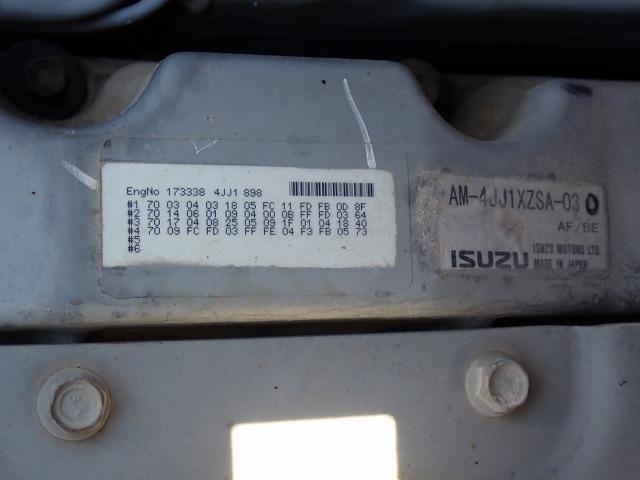 EngNo 173338 4JJ1 898
#1 70 03 04 03 18 05 FC 11 FD FB 0D 8F
#2 70 14 06 01 09 04 00 0B FF FD 03 64
#3 70 17 04 08 25 05 09 1F 01 04 18 40
#4 70 09 FC FD 03 FF FE 04 F3 FB 05 73
#5
#6
AM-4JJ1XZSA-03
AF/BE
ISUZU ISUZU MOTORS LTD.
MADE IN JAPAN